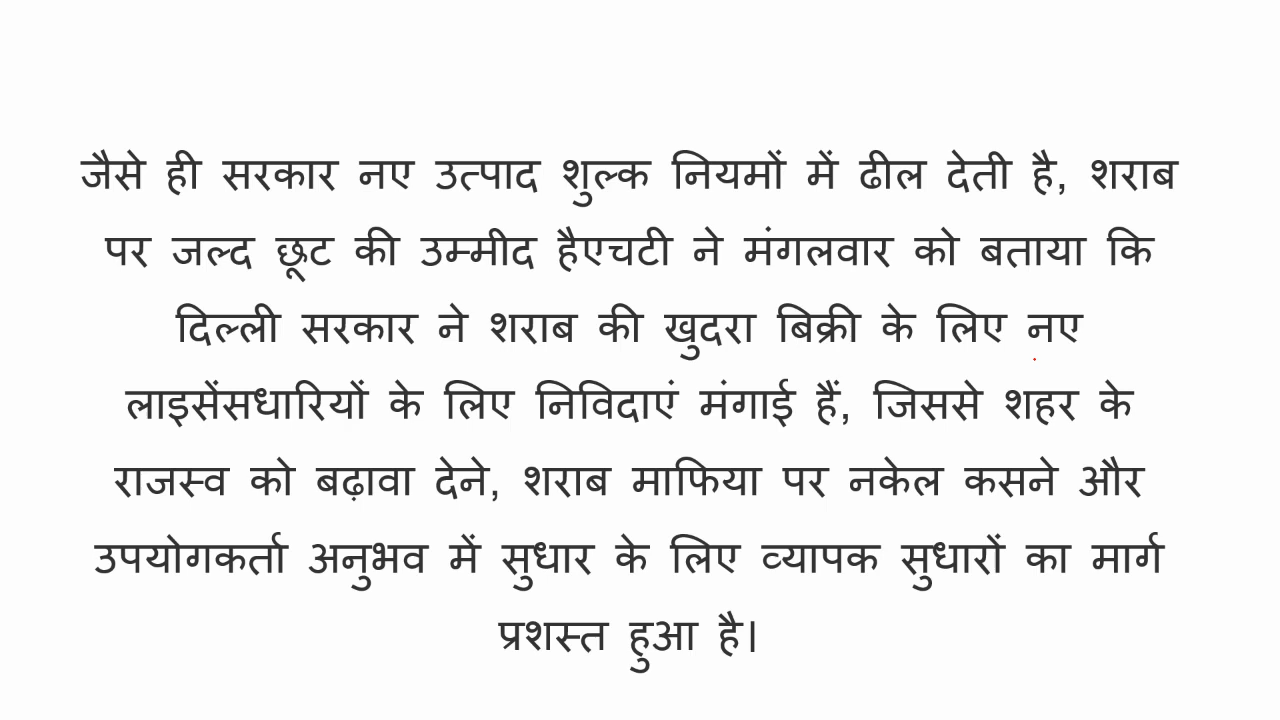 जैसे ही सरकार नए उत्पाद शुल्क नियमों में ढील देती है, शराब
पर जल्द छूट की उम्मीद हैएचटी ने मंगलवार को बताया कि
दिल्ली सरकार ने शराब की खुदरा बिक्री के लिए नए
लाइसेंसधारियों के लिए निविदाएं मंगाई हैं, जिससे शहर के
राजस्व को बढ़ावा देने, शराब माफिया पर नकेल कसने और
उपयोगकर्ता अनुभव में सुधार के लिए व्यापक सुधारों का मार्ग
प्रशस्त हुआ है।